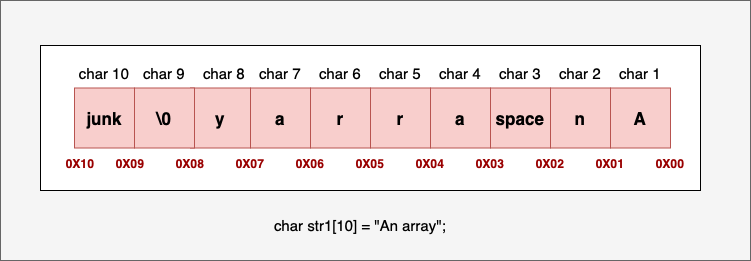 char 10 char 9 char 8 char 7 char 6 char 5 char 4 char 3 char 2 char 1
junk \0 y a r r a space n A
0X10 0X09 0X08 0X07 0X06 0X05 0X04 0X03 0X02 0X01 0X00
char str1[10] = "An array";